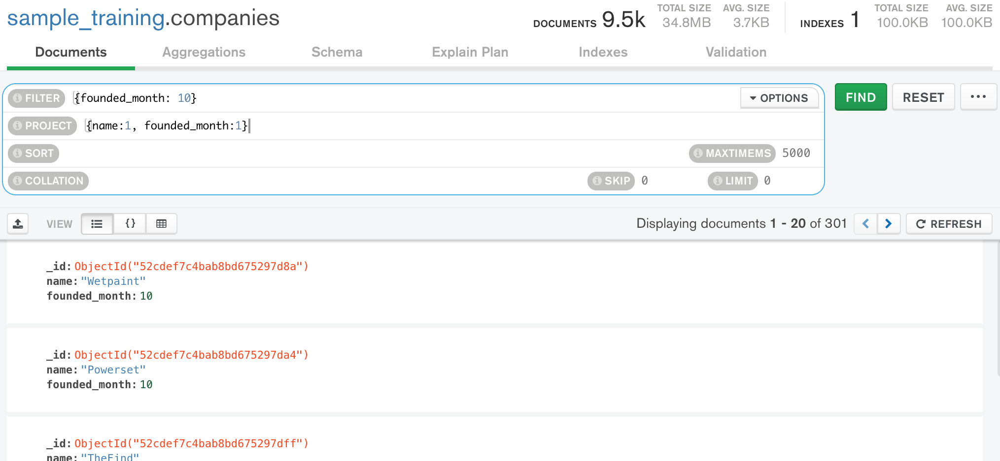 sample_training.companies
DOCUMENTS 9.5k TOTAL SIZE 34.8MB AVG. SIZE 3.7KB INDEXES 1 TOTAL SIZE 100.0KB AVG. SIZE 100.0KB
Documents Aggregations Schema Explain Plan Indexes Validation
FILTER {founded_month: 10} OPTIONS FIND RESET ...
PROJECT {name:1, founded_month:1}
SORT MAXTIMEMS 5000
COLLATION SKIP 0 LIMIT 0
VIEW {} Displaying documents 1 - 20 of 301 < > REFRESH
_id: ObjectId("52cdef7c4bab8bd675297d8a")
name: "Wetpaint"
founded_month: 10
_id: ObjectId("52cdef7c4bab8bd675297da4")
name: "Powerset"
founded_month: 10
_id: ObjectId("52cdef7c4bab8bd675297dff")
name: "TheFind"